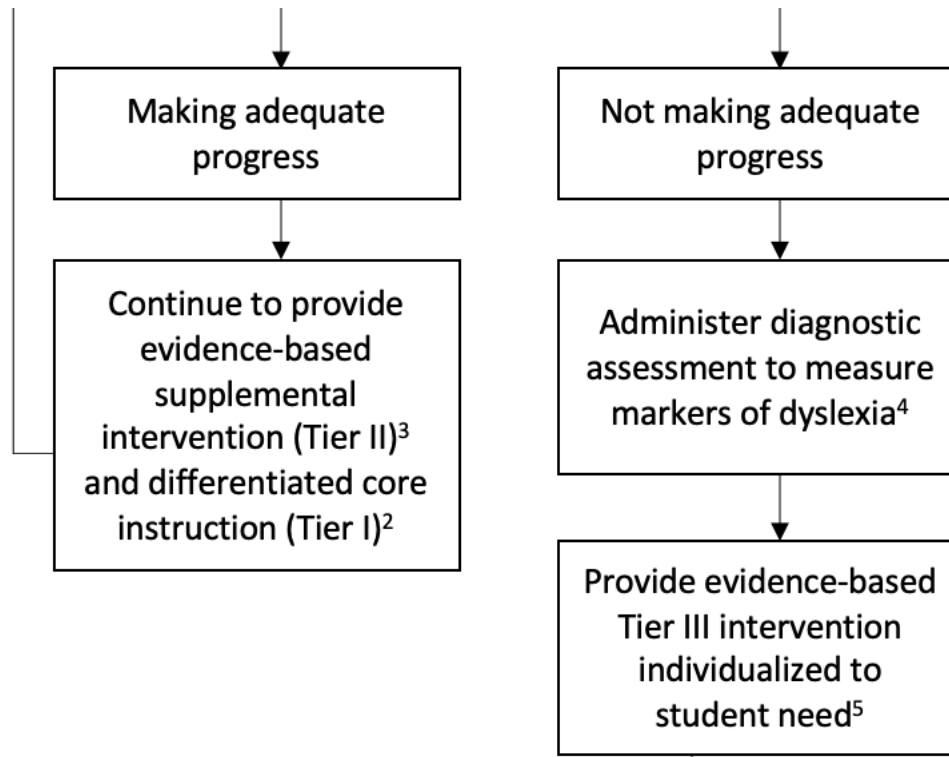 Making adequate
progress
Not making adequate
progress
Continue to provide
evidence-based
supplemental
intervention (Tier II)³
and differentiated core
instruction (Tier I)²
Administer diagnostic
assessment to measure
markers of dyslexia⁴
Provide evidence-based
Tier III intervention
individualized to
student need⁵